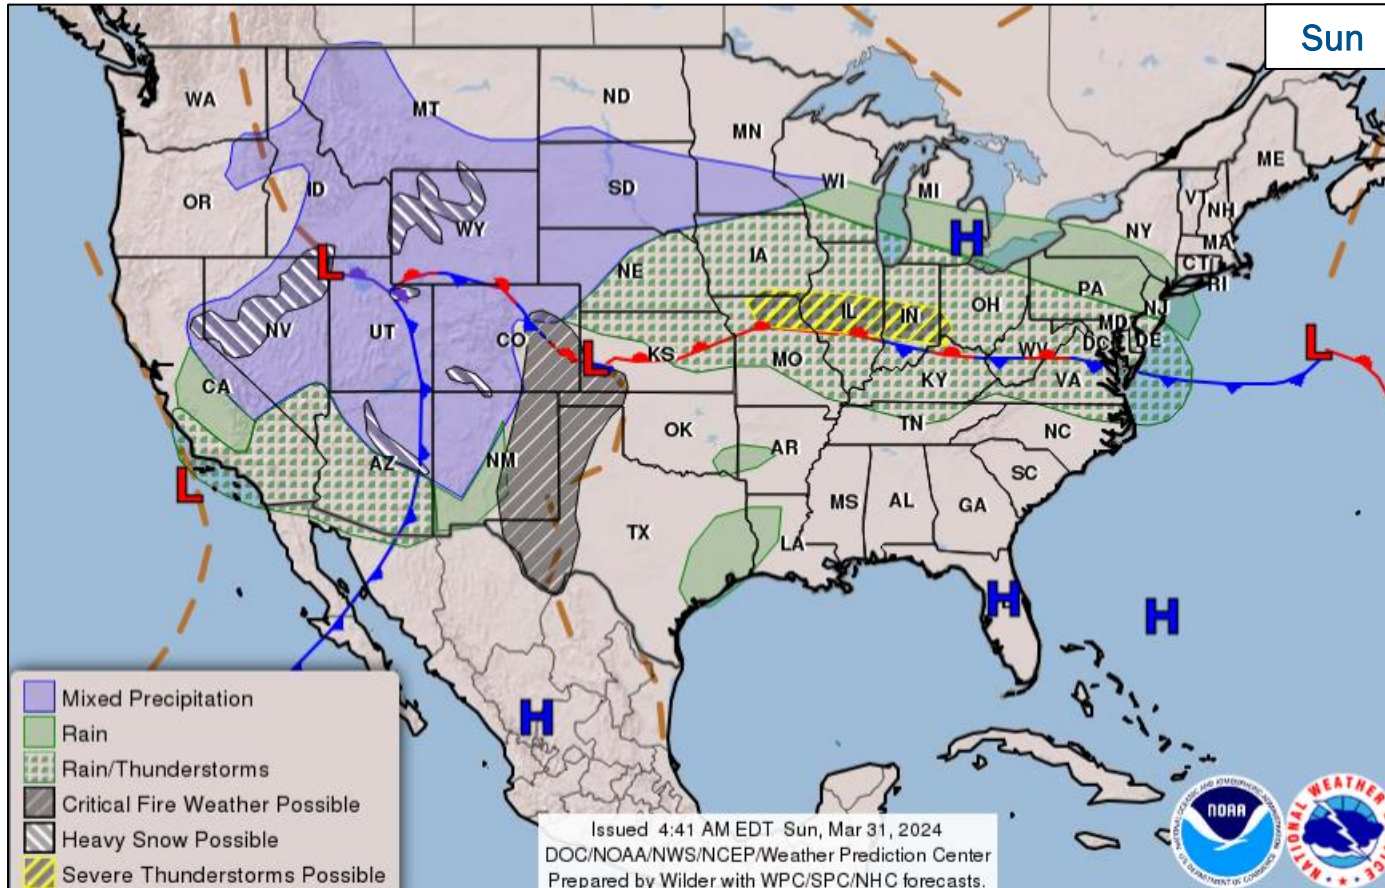 Sun
WA
MT
ND
MN
ME
OR
ID
SD
WI
MI
VT
NH
WY
NY
MA
CT
RI
IA
NE
PA
OH
NJ
IL
IN
NV
UT
CO
MD
DE
DC
WV
KS
MO
KY
VA
CA
OK
TN
NC
AR
AZ
NM
SC
MS
AL
GA
TX
LA
L
L
L
L
H
H
H
H
Mixed Precipitation
Rain
Rain/Thunderstorms
Critical Fire Weather Possible
Heavy Snow Possible
Severe Thunderstorms Possible
Issued 4:41 AM EDT Sun, Mar 31, 2024
DOC/NOAA/NWS/NCEP/Weather Prediction Center
Prepared by Wilder with WPC/SPC/NHC forecasts.
NOAA
NATIONAL WEATHER